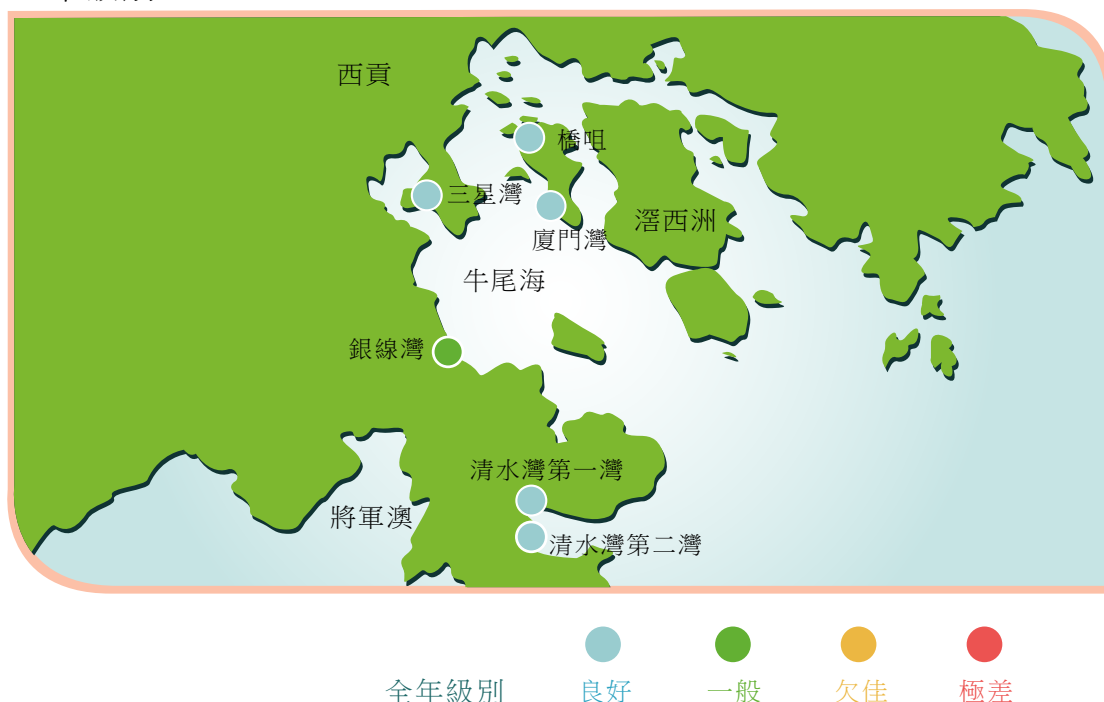 西貢
橋咀
三星灣
滘西洲
廈門灣
牛尾海
銀線灣
清水灣第一灣
將軍澳
清水灣第二灣
全年級別 良好 一般 欠佳 極差